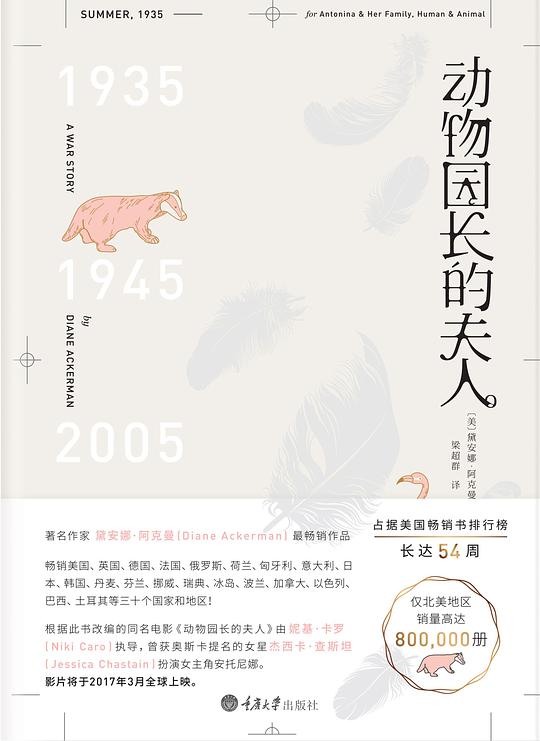 SUMMER, 1935
for Antonina & Her Family, Human & Animal
1935
A WAR STORY
1945
by
DIANE ACKERMAN
2005
动物园长的夫人。
〔美〕黛安娜·阿克曼
梁超群 译
著名作家 黛安娜·阿克曼(Diane Ackerman) 最畅销作品
畅销美国、英国、德国、法国、俄罗斯、荷兰、匈牙利、意大利、日
本、韩国、丹麦、芬兰、挪威、瑞典、冰岛、波兰、加拿大、以色列、
巴西、土耳其等三十个国家和地区!
根据此书改编的同名电影《动物园长的夫人》由 妮基·卡罗
(Niki Caro) 执导,曾获奥斯卡提名的女星杰西卡·查斯坦
(Jessica Chastain) 扮演女主角安托尼娜。
影片将于2017年3月全球上映。
占据美国畅销书排行榜
长达 54 周
仅北美地区
销量高达
800,000册
重庆大学出版社